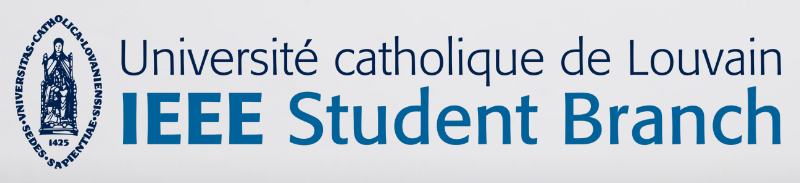 UNIVERSITAS·CATHOLICA·LOVANIENSIS
SEDES·SAPIENTIAE
1425
Université catholique de Louvain
IEEE Student Branch